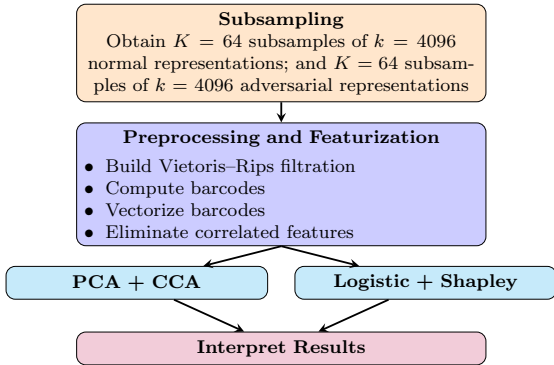 Subsampling
Obtain K = 64 subsamples of k = 4096
normal representations; and K = 64 subsam-
ples of k = 4096 adversarial representations
Preprocessing and Featurization
• Build Vietoris–Rips filtration
• Compute barcodes
• Vectorize barcodes
• Eliminate correlated features
PCA + CCA
Logistic + Shapley
Interpret Results